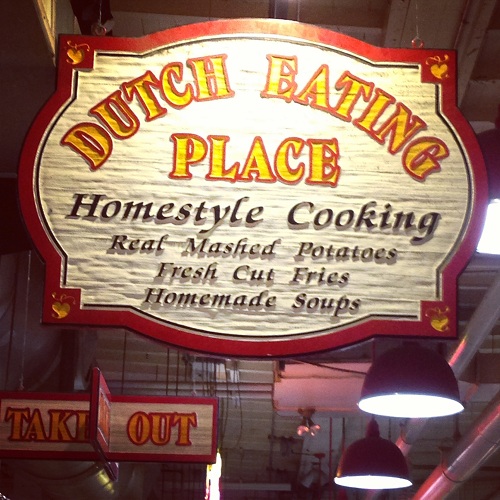 DUTCH EATING
PLACE
Homestyle Cooking
Real Mashed Potatoes
Fresh Cut Fries
Homemade Soups
TAKE OUT